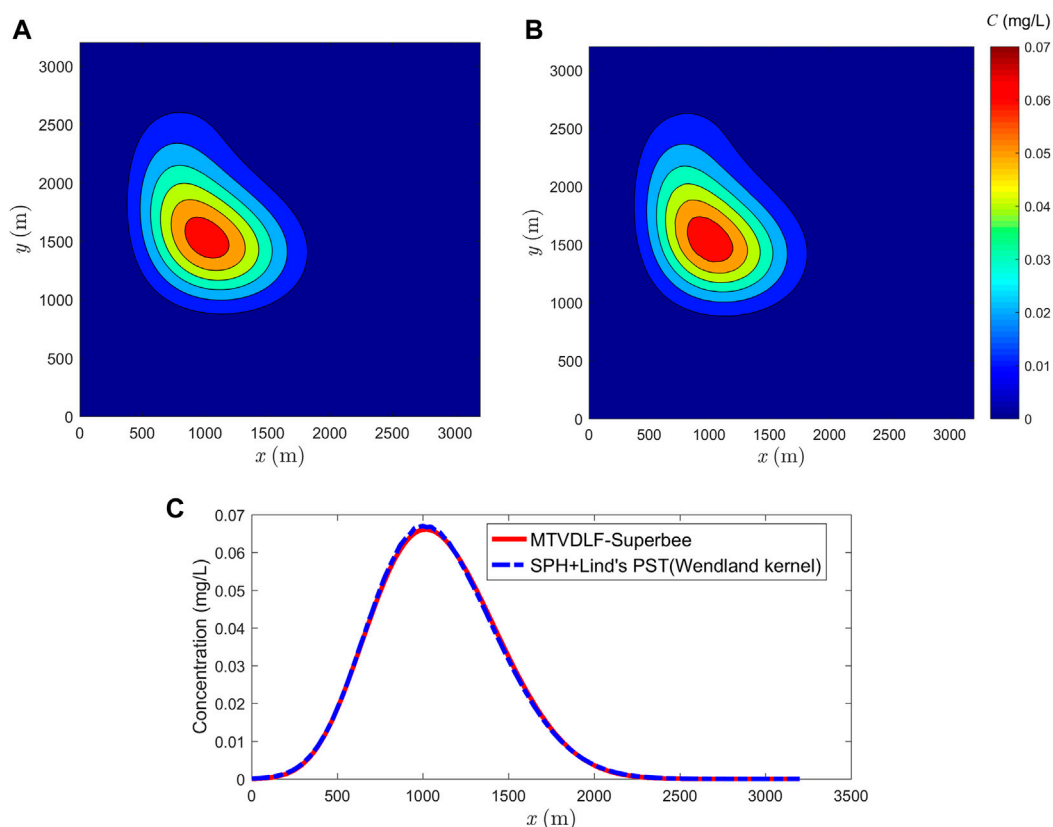 A
B
C (mg/L)
3000
2500
2000
1500
1000
500
0
y (m)
0 500 1000 1500 2000 2500 3000
x (m)
3000
2500
2000
1500
1000
500
0
y (m)
0 500 1000 1500 2000 2500 3000
x (m)
0.07
0.06
0.05
0.04
0.03
0.02
0.01
0
C
0.07
0.06
0.05
0.04
0.03
0.02
0.01
0
Concentration (mg/L)
MTVDLF-Superbee
SPH+Lind's PST(Wendland kernel)
0 500 1000 1500 2000 2500 3000 3500
x (m)